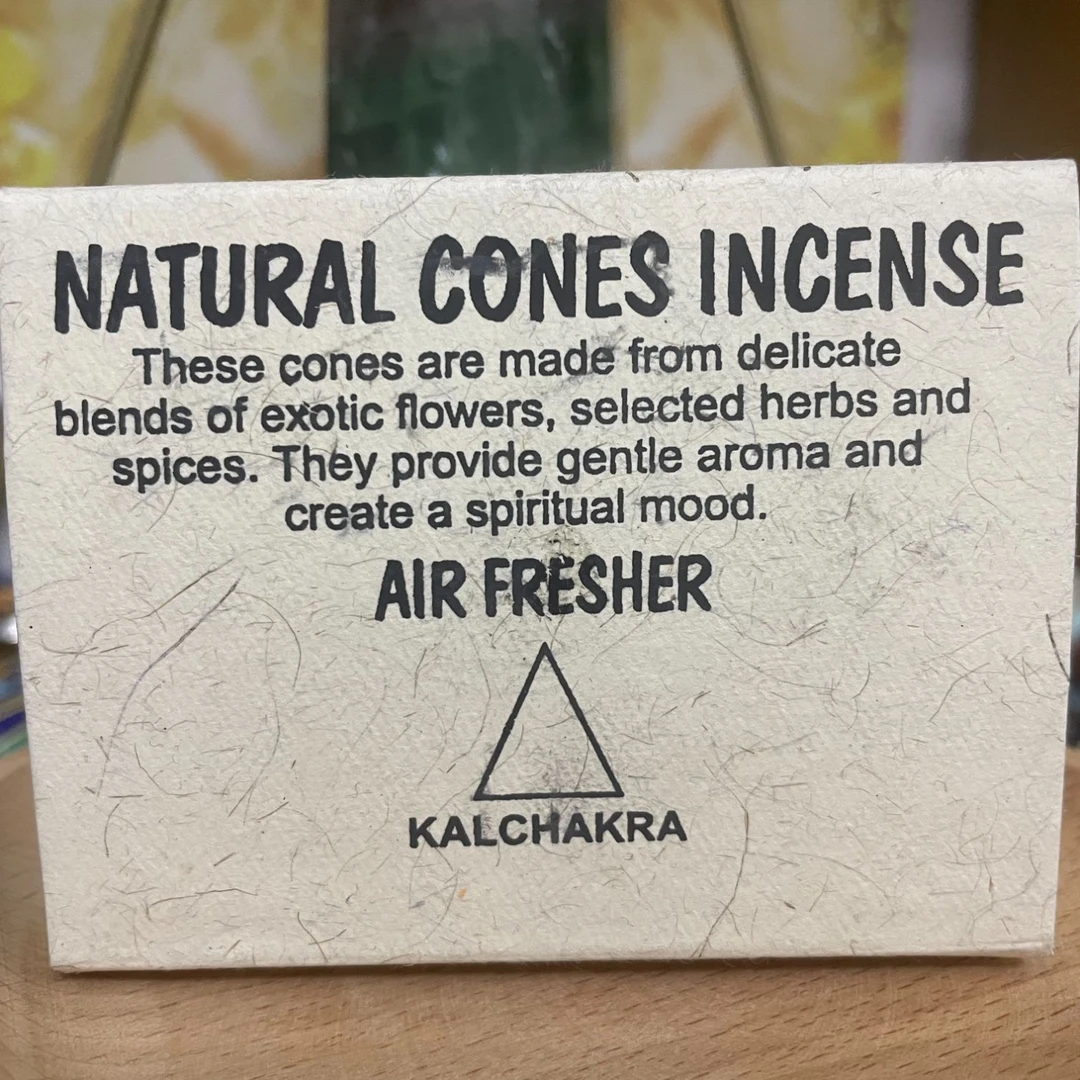 NATURAL CONES INCENSE
These cones are made from delicate
blends of exotic flowers, selected herbs and
spices. They provide gentle aroma and
create a spiritual mood.
AIR FRESHER
KALCHAKRA